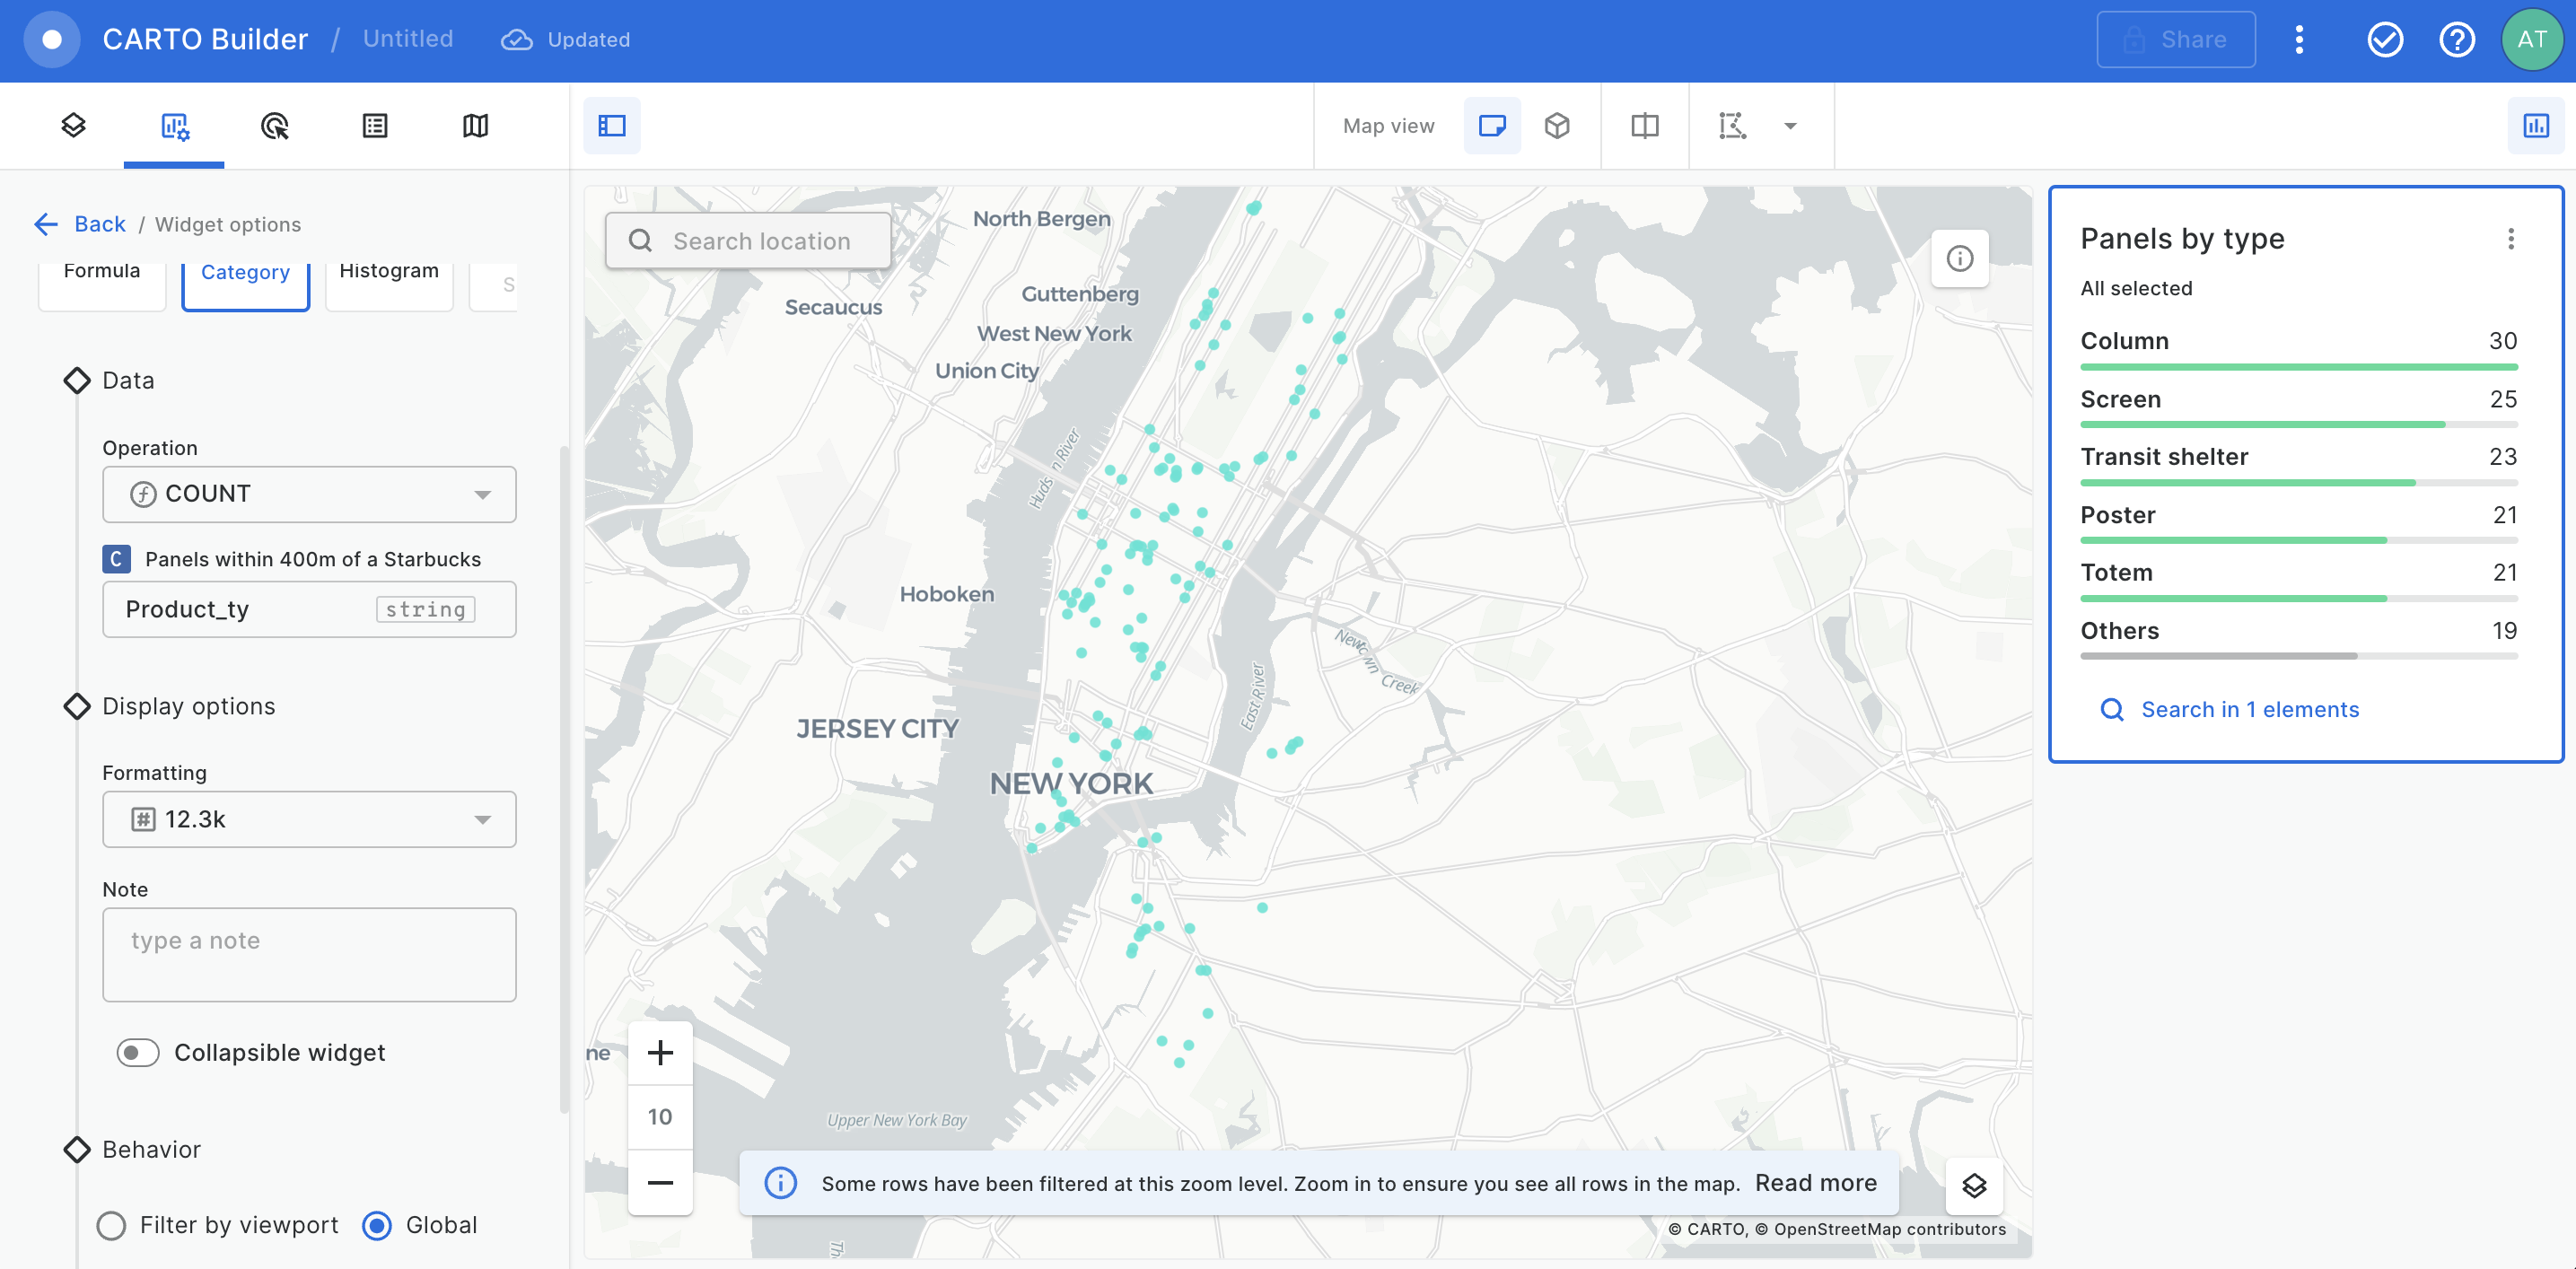 CARTO Builder / Untitled Updated Share AT
Map view
Back / Widget options
Formula Category Histogram S
Data
Operation
COUNT
C Panels within 400m of a Starbucks
Product_ty string
Display options
Formatting
12.3k
Note
type a note
Collapsible widget
Behavior
Filter by viewport Global
Search location
North Bergen
Guttenberg
Secaucus
West New York
Union City
Hoboken
Newtown Creek
East River
JERSEY CITY
NEW YORK
ne
Upper New York Bay
10
Some rows have been filtered at this zoom level. Zoom in to ensure you see all rows in the map. Read more
© CARTO, © OpenStreetMap contributors
Panels by type
All selected
Column 30
Screen 25
Transit shelter 23
Poster 21
Totem 21
Others 19
Search in 1 elements